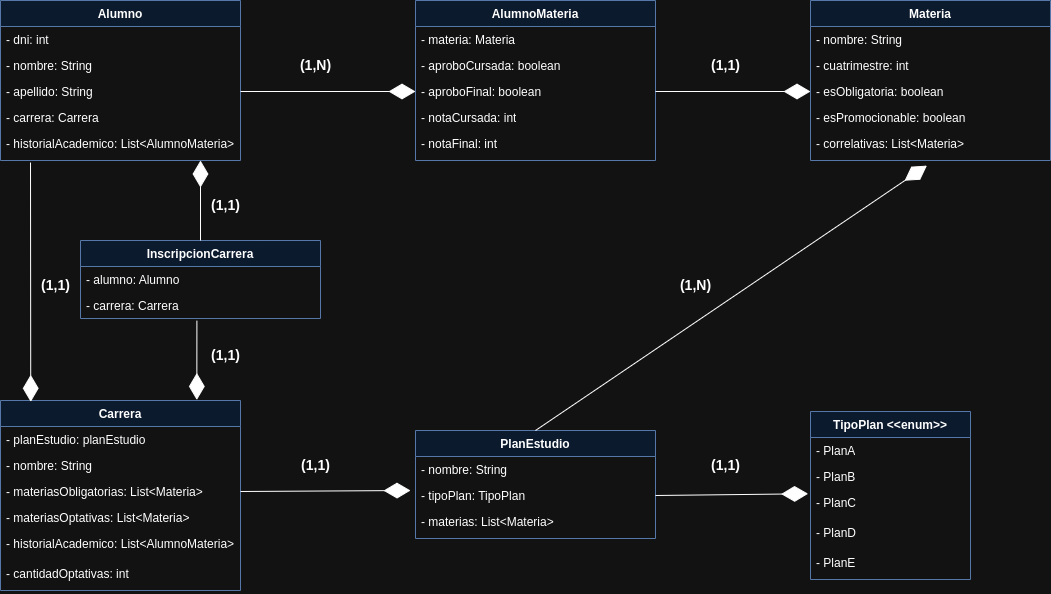 Alumno
- dni: int
- nombre: String
- apellido: String
- carrera: Carrera
- historialAcademico: List<AlumnoMateria>
(1,N)
AlumnoMateria
- materia: Materia
- aproboCursada: boolean
- aproboFinal: boolean
- notaCursada: int
- notaFinal: int
(1,1)
Materia
- nombre: String
- cuatrimestre: int
- esObligatoria: boolean
- esPromocionable: boolean
- correlativas: List<Materia>
(1,1)
InscripcionCarrera
- alumno: Alumno
- carrera: Carrera
(1,1)
(1,1)
(1,N)
Carrera
- planEstudio: planEstudio
- nombre: String
- materiasObligatorias: List<Materia>
- materiasOptativas: List<Materia>
- historialAcademico: List<AlumnoMateria>
- cantidadOptativas: int
(1,1)
PlanEstudio
- nombre: String
- tipoPlan: TipoPlan
- materias: List<Materia>
(1,1)
TipoPlan <<enum>>
- PlanA
- PlanB
- PlanC
- PlanD
- PlanE